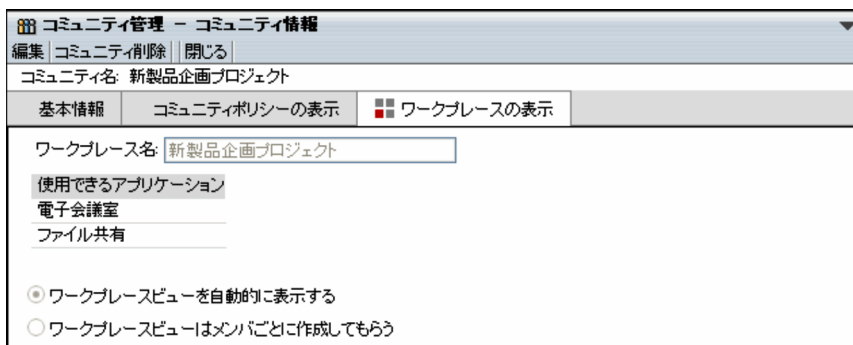 コミュニティ管理 － コミュニティ情報
編集 コミュニティ削除 閉じる
コミュニティ名: 新製品企画プロジェクト
基本情報 コミュニティポリシーの表示 ワークプレースの表示
ワークプレース名: 新製品企画プロジェクト
使用できるアプリケーション
電子会議室
ファイル共有
ワークプレースビューを自動的に表示する
ワークプレースビューはメンバごとに作成してもらう